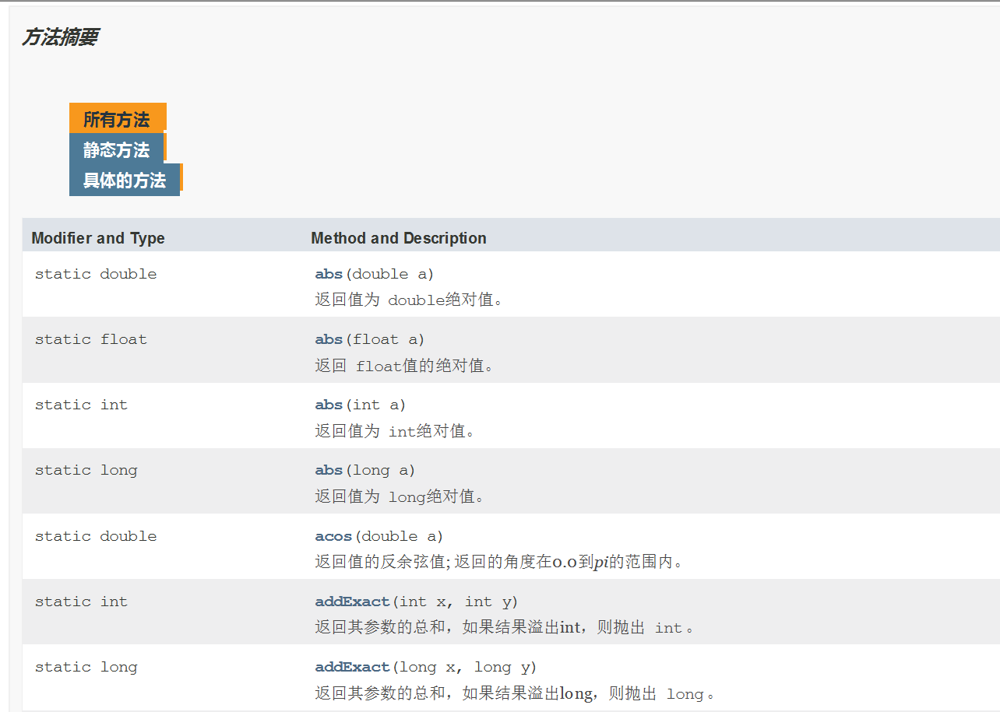 方法摘要
所有方法
静态方法
具体的方法
Modifier and Type Method and Description
static double abs(double a)
返回值为 double绝对值。
static float abs(float a)
返回 float值的绝对值。
static int abs(int a)
返回值为 int绝对值。
static long abs(long a)
返回值为 long绝对值。
static double acos(double a)
返回值的反余弦值; 返回的角度在0.0到pi的范围内。
static int addExact(int x, int y)
返回其参数的总和，如果结果溢出int，则抛出 int 。
static long addExact(long x, long y)
返回其参数的总和，如果结果溢出long，则抛出 long 。